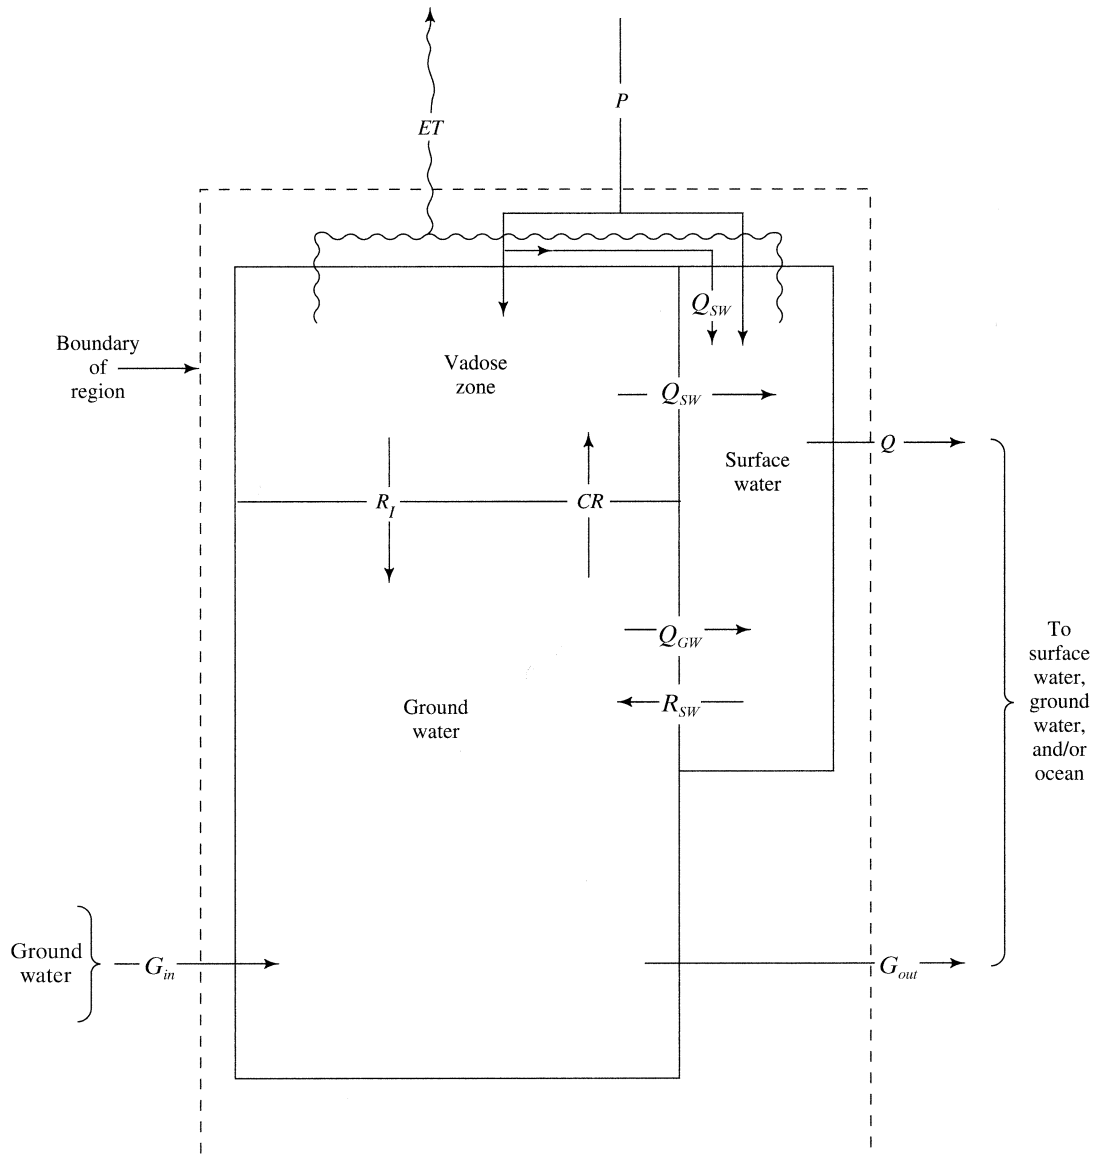 P
ET
Q_SW
Boundary
of
region
Vadose
zone
Q_SW
Q
Surface
water
R_I
CR
Q_GW
To
surface
water,
ground
water,
and/or
ocean
R_SW
Ground
water
Ground
water
G_in
G_out